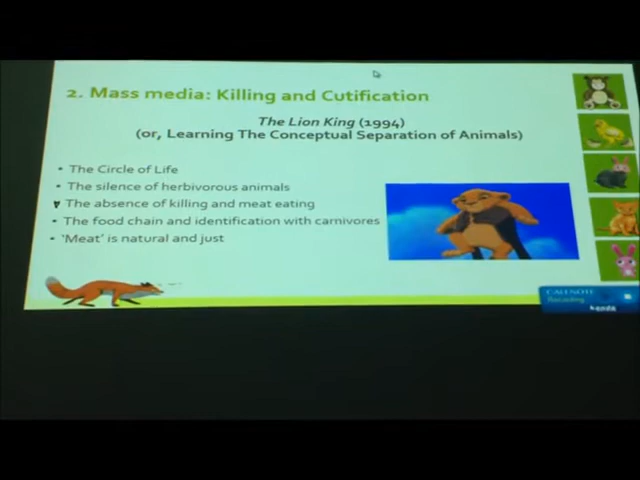 2. Mass media: Killing and Cutification
The Lion King (1994)
(or, Learning The Conceptual Separation of Animals)
• The Circle of Life
• The silence of herbivorous animals
The absence of killing and meat eating
• The food chain and identification with carnivores
• ‘Meat’ is natural and just
CALLNOTE
Recording